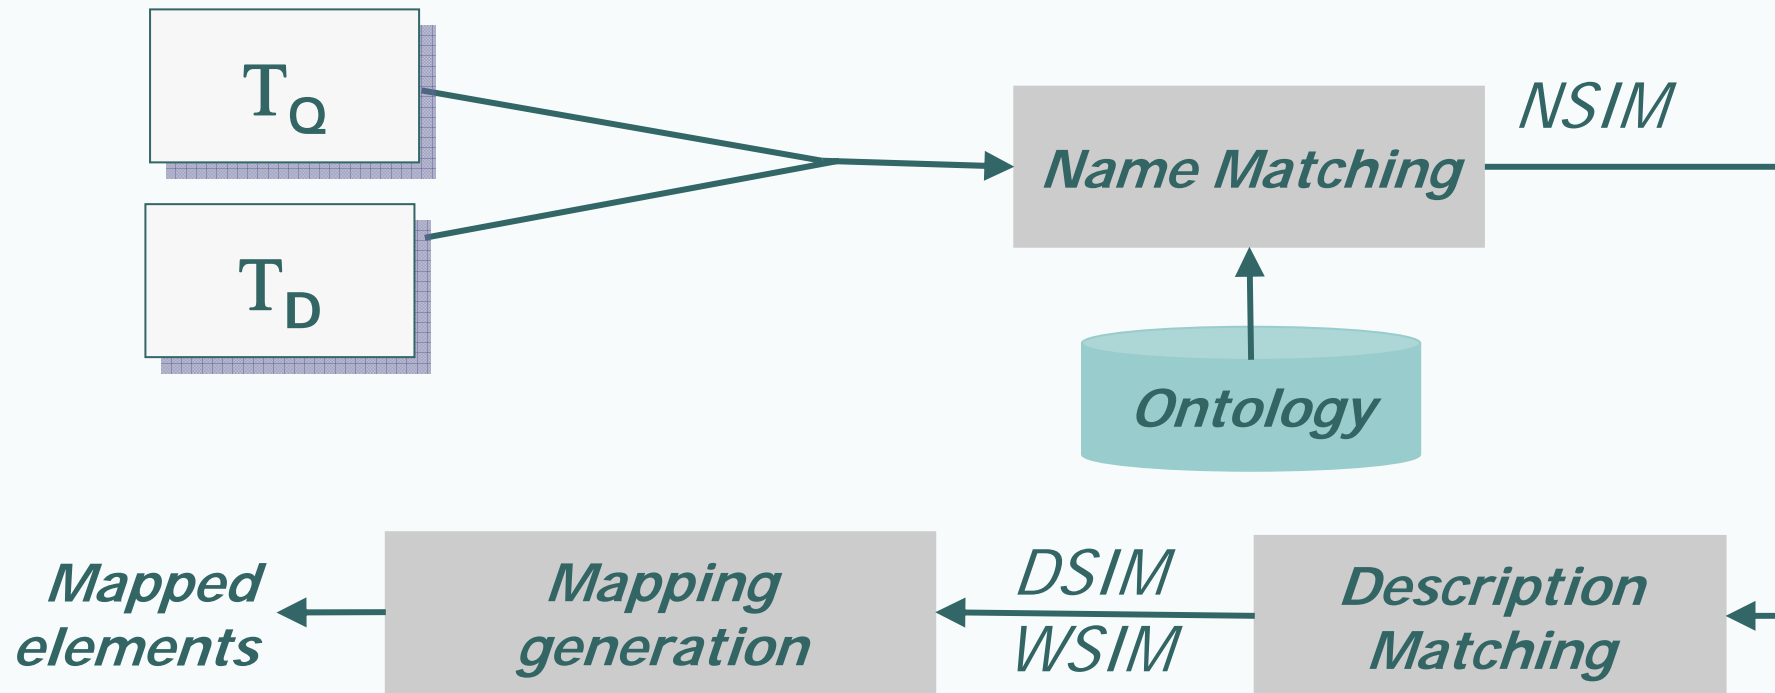 TQ
NSIM
Name Matching
TD
Ontology
Mapped
elements
Mapping
generation
DSIM
WSIM
Description
Matching